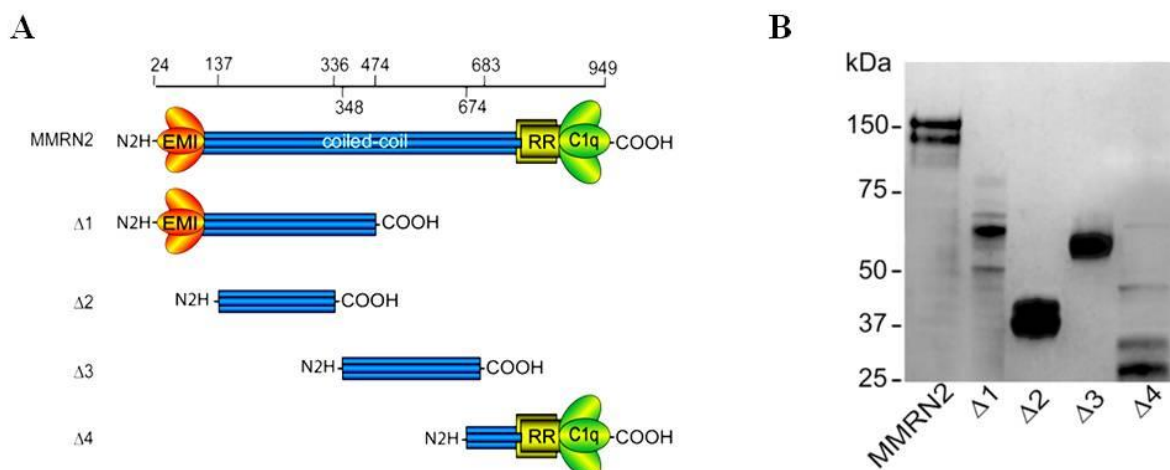 A
24 137 336 474 683 949
348 674
MMRN2 N2H- EMI coiled-coil RR C1q -COOH
Δ1 N2H- EMI -COOH
Δ2 N2H- -COOH
Δ3 N2H- -COOH
Δ4 N2H- RR C1q -COOH
B
kDa
150 -
75 -
50 -
37 -
25 -
MMRN2 Δ1 Δ2 Δ3 Δ4